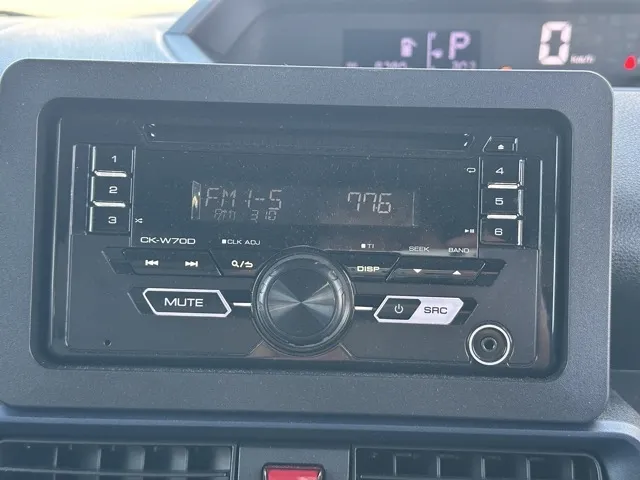 P
0 km/h
1 4
2 5
3 6
FM1-S 776
CK-W70D CLK ADJ TI SEEK BAND
DISP
MUTE SRC